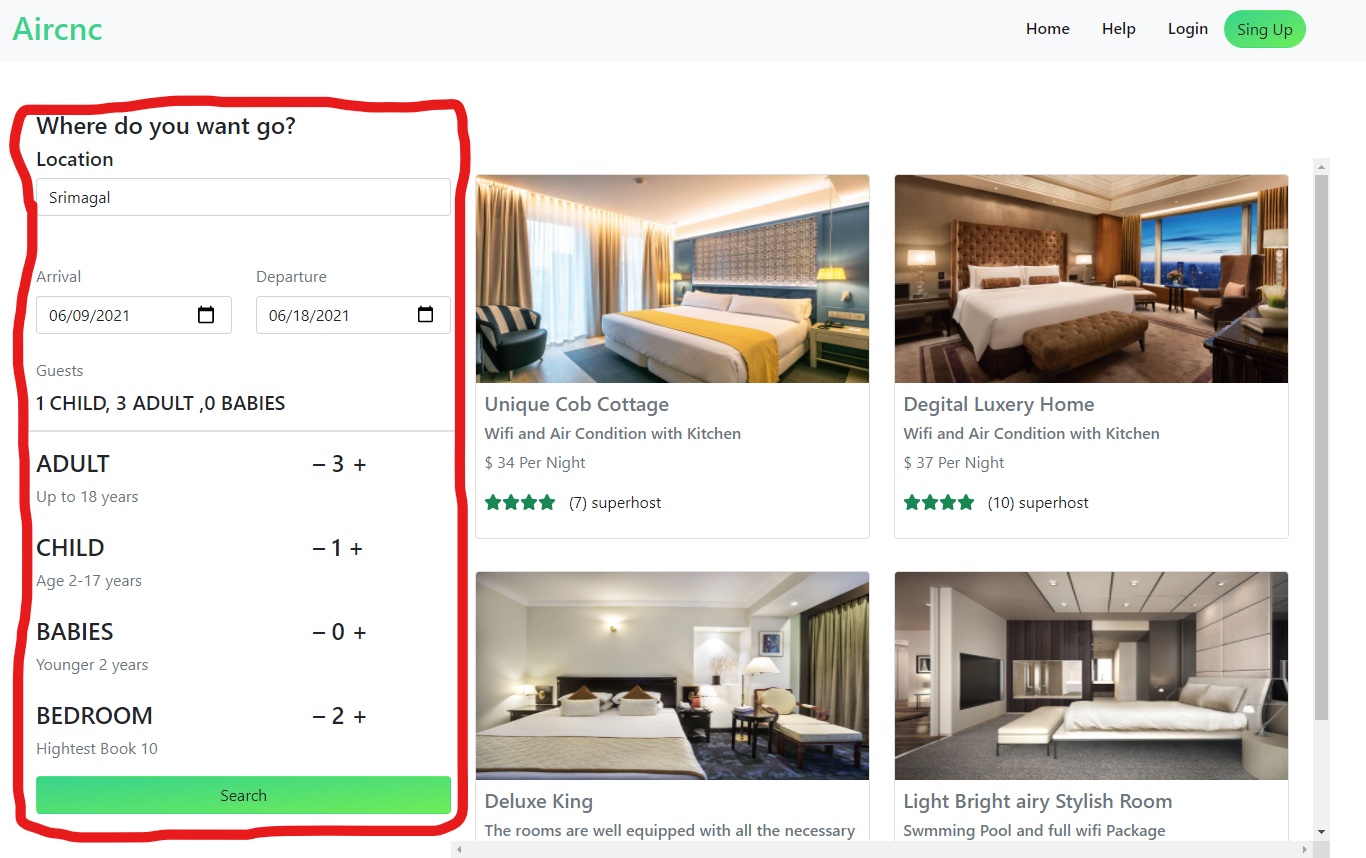 Aircnc
Home Help Login Sing Up
Where do you want go?
Location
Srimagal
Arrival Departure
06/09/2021 06/18/2021
Guests
1 CHILD, 3 ADULT ,0 BABIES
ADULT – 3 +
Up to 18 years
CHILD – 1 +
Age 2-17 years
BABIES – 0 +
Younger 2 years
BEDROOM – 2 +
Hightest Book 10
Search
Unique Cob Cottage
Wifi and Air Condition with Kitchen
$ 34 Per Night
(7) superhost
Degital Luxery Home
Wifi and Air Condition with Kitchen
$ 37 Per Night
(10) superhost
Deluxe King
The rooms are well equipped with all the necessary
Light Bright airy Stylish Room
Swmming Pool and full wifi Package